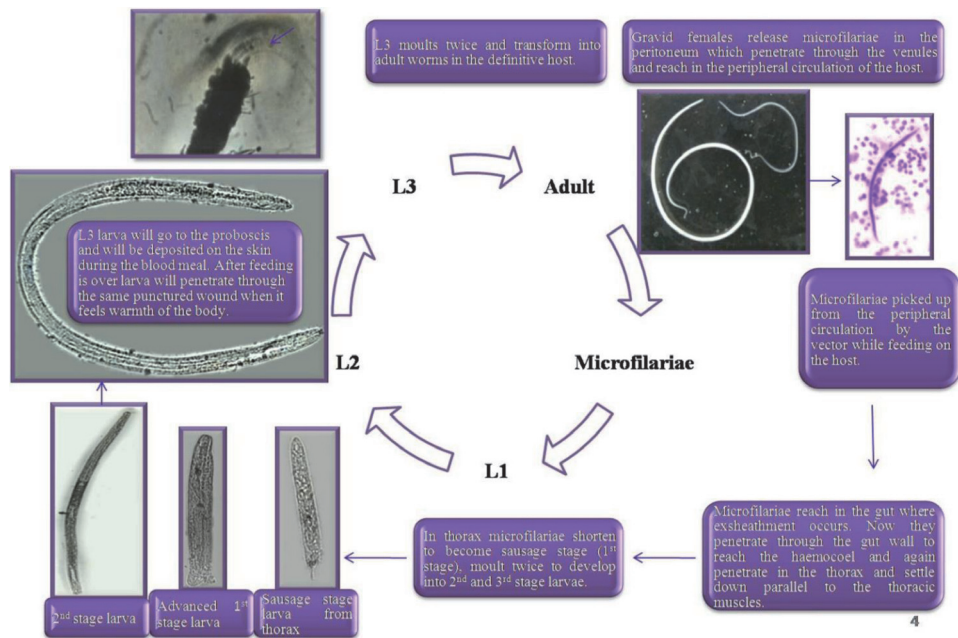 L3 moults twice and transform into
adult worms in the definitive host.
Gravid females release microfilariae in the
peritoneum which penetrate through the venules
and reach in the peripheral circulation of the host.
L3
Adult
L3 larva will go to the proboscis
and will be deposited on the skin
during the blood meal. After feeding
is over larva will penetrate through
the same punctured wound when it
feels warmth of the body.
Microfilariae picked up
from the peripheral
circulation by the
vector while feeding on
the host.
L2
Microfilariae
L1
Microfilariae reach in the gut where
exsheathment occurs. Now they
penetrate through the gut wall to
reach the haemocoel and again
penetrate in the thorax and settle
down parallel to the thoracic
muscles.
In thorax microfilariae shorten
to become sausage stage (1st
stage), moult twice to develop
into 2nd and 3rd stage larvae.
2nd stage larva
Advanced 1st
stage larva
Sausage stage
larva from
thorax
4